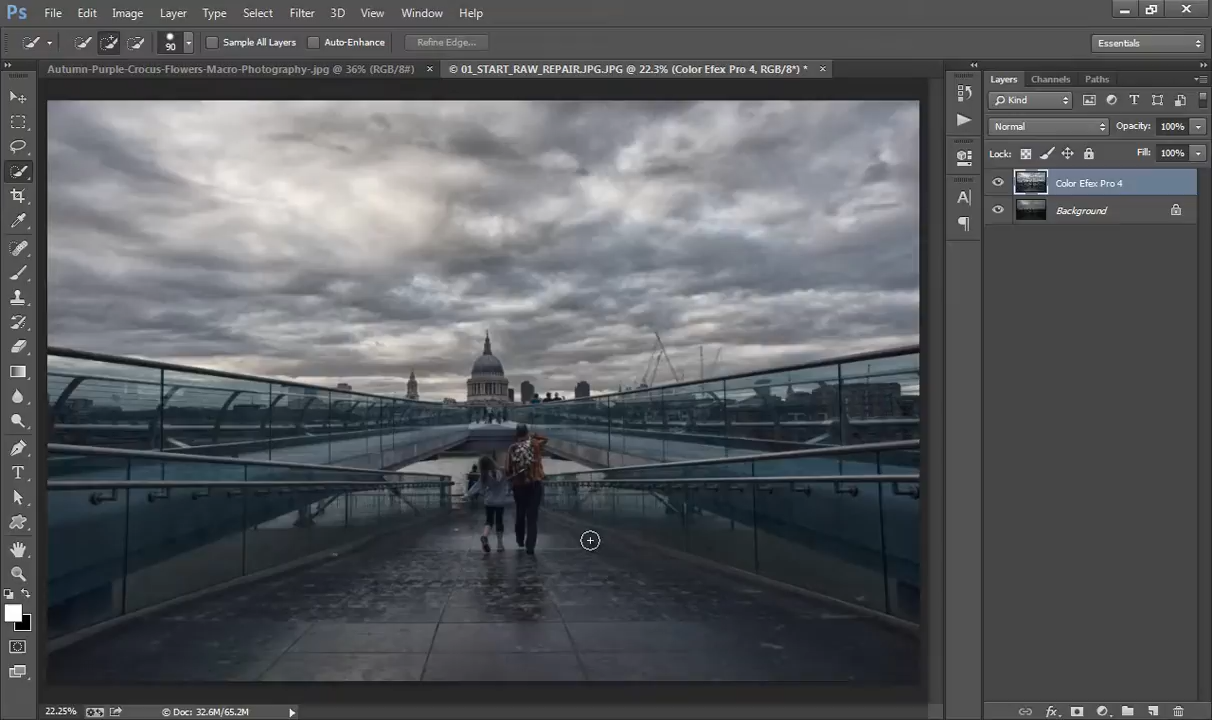 Ps File Edit Image Layer Type Select Filter 3D View Window Help
90 Sample All Layers Auto-Enhance Refine Edge... Essentials
Autumn-Purple-Crocus-Flowers-Macro-Photography-.jpg @ 36% (RGB/8#) × © 01_START_RAW_REPAIR.JPG.JPG @ 22.3% (Color Efex Pro 4, RGB/8*) * ×
Layers Channels Paths
Kind
Normal Opacity: 100%
Lock: Fill: 100%
Color Efex Pro 4
Background
22.25% © Doc: 32.6M/65.2M